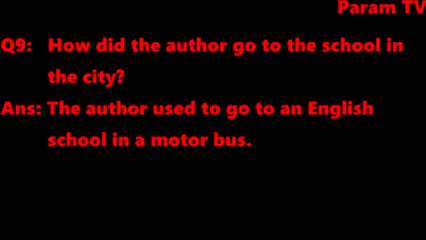 Param TV
Q9: How did the author go to the school in
the city?
Ans: The author used to go to an English
school in a motor bus.